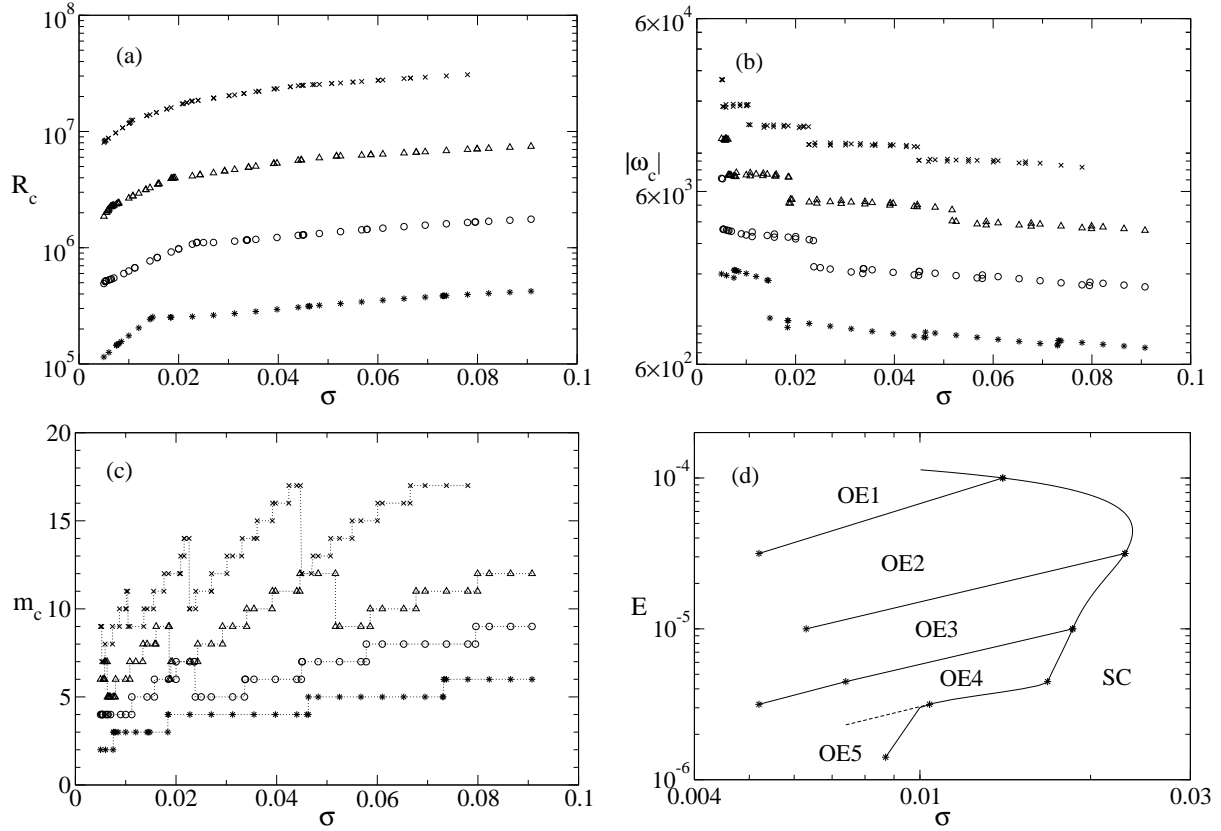 (a)
10^8
10^7
10^6
10^5
R_c
0 0.02 0.04 0.06 0.08 0.1
σ
(b)
6×10^4
6×10^3
6×10^2
|ω_c|
0 0.02 0.04 0.06 0.08 0.1
σ
(c)
20
15
10
5
0
m_c
0 0.02 0.04 0.06 0.08 0.1
σ
(d)
10^-4
10^-5
10^-6
E
OE1
OE2
OE3
OE4
SC
OE5
0.004 0.01 0.03
σ